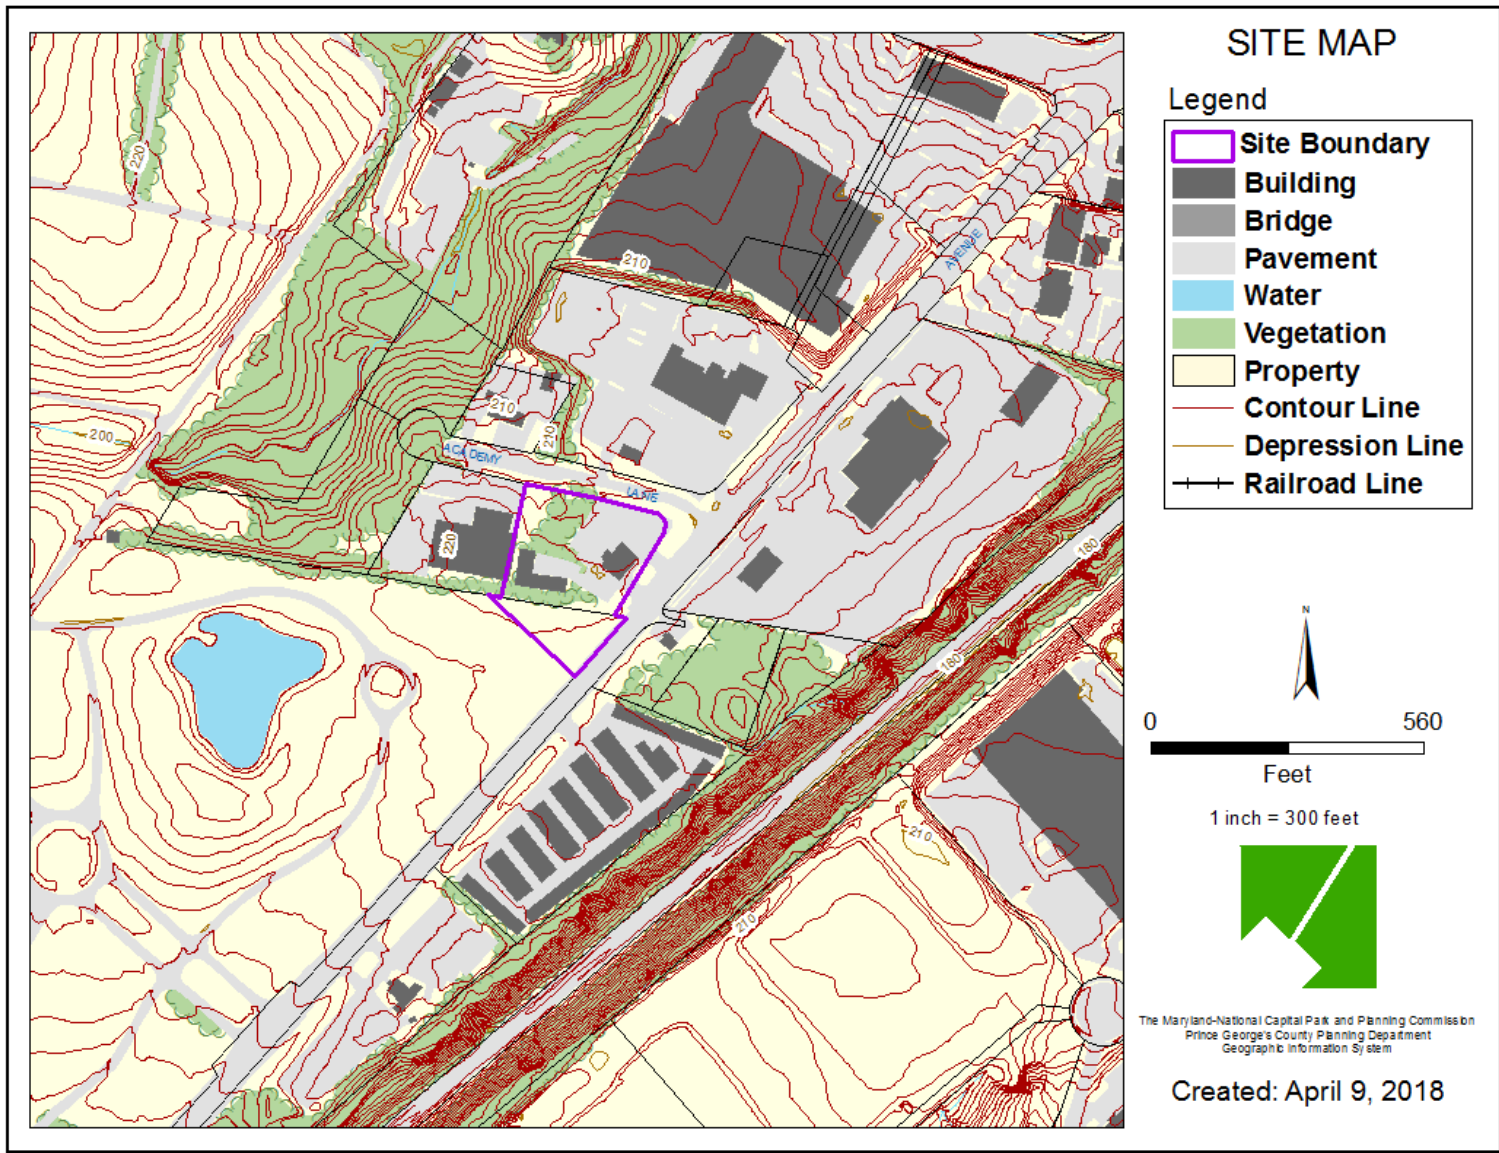 SITE MAP
Legend
Site Boundary
Building
Bridge
Pavement
Water
Vegetation
Property
Contour Line
Depression Line
Railroad Line
N
0 560
Feet
1 inch = 300 feet
The Maryland-National Capital Park and Planning Commission
Prince George's County Planning Department
Geographic Information System
Created: April 9, 2018
220
210
AVENUE
210
210
200
ACADEMY
LANE
220
180
180
210
210